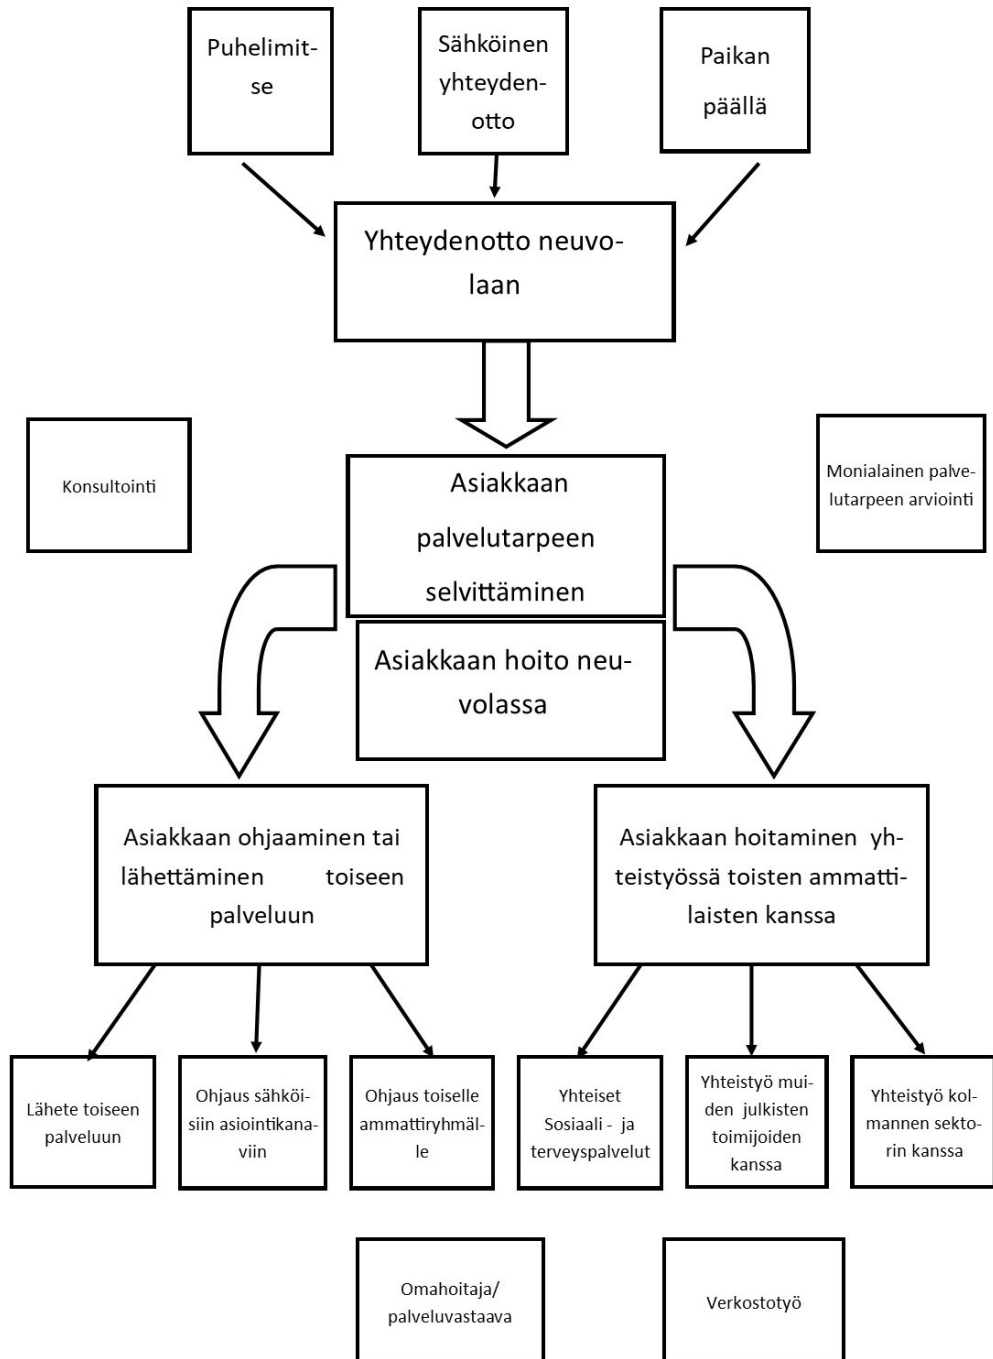 Puhelimit-
se
Sähköinen
yhteyden-
otto
Paikan
päällä
Yhteydenotto neuvo-
laan
Konsultointi
Monialainen palve-
lutarpeen arviointi
Asiakkaan
palvelutarpeen
selvittäminen
Asiakkaan hoito neu-
volassa
Asiakkaan ohjaaminen tai
lähettäminen toiseen
palveluun
Asiakkaan hoitaminen yh-
teistyössä toisten ammatti-
laisten kanssa
Lähete toiseen
palveluun
Ohjaus sähköi-
siin asiointikana-
viin
Ohjaus toiselle
ammattiryhmäl-
le
Yhteiset
Sosiaali - ja
terveyspalvelut
Yhteistyö mui-
den julkisten
toimijoiden
kanssa
Yhteistyö kol-
mannen sekto-
rin kanssa
Omahoitaja/
palveluvastaava
Verkostotyö